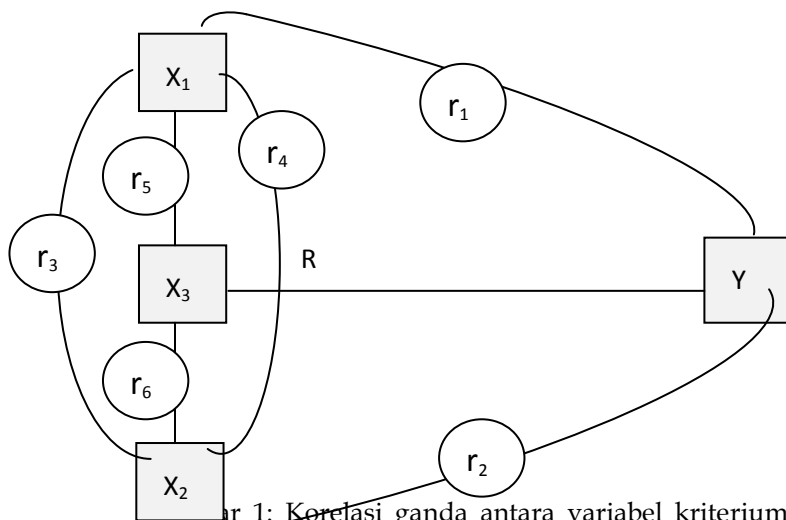 X₁
r₁
r₄
r₅
r₃
R
X₃
Y
r₆
r₂
X₂
ar 1: Korelasi ganda antara variabel kriterium